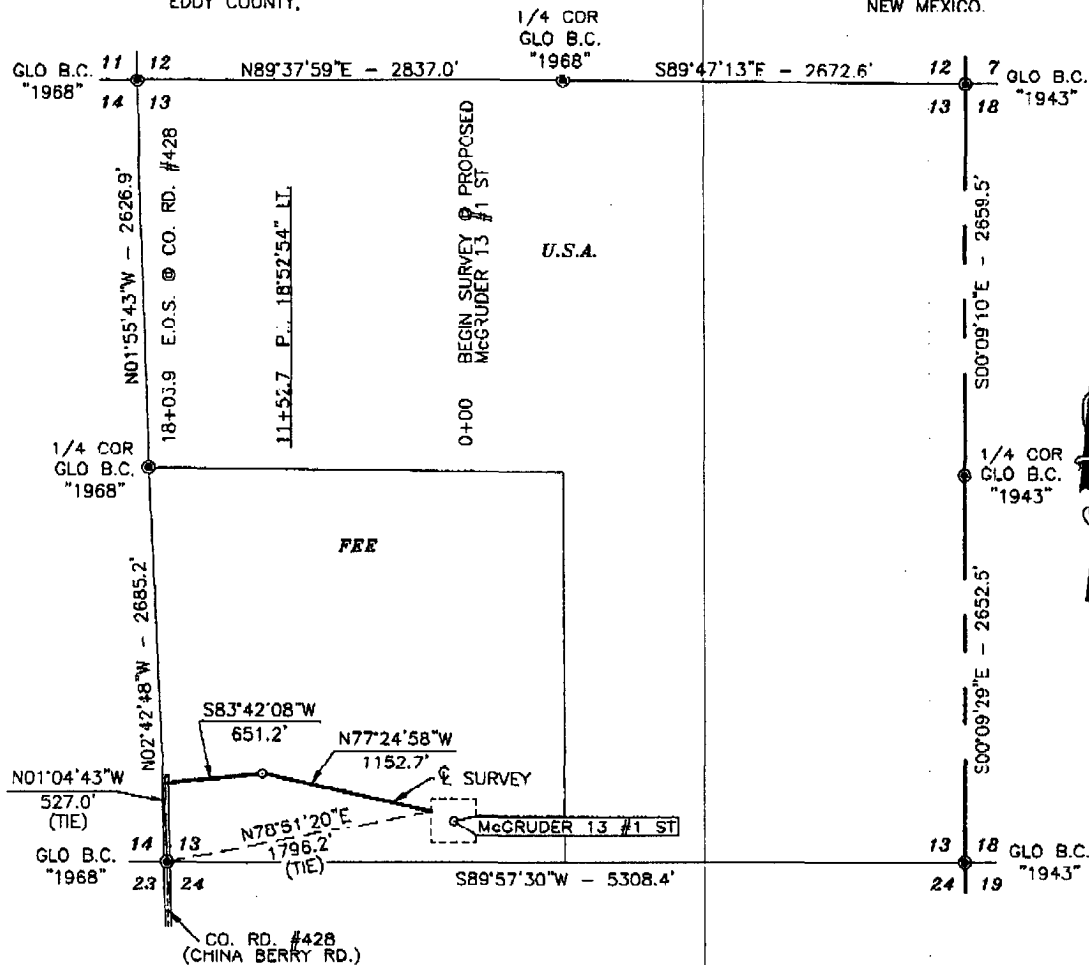 EDDY COUNTY,
NEW MEXICO.
1/4 COR
GLO B.C.
"1968"
GLO B.C.
"1968"
11 12
14 13
N89°37'59"E - 2837.0'
S89°47'13"E - 2672.6'
12 7
13 18
GLO B.C.
"1943"
N01°55'43"W - 2626.9'
18+03.9 E.O.S. @ CO. RD. #428
11+52.7 P.I. 18°52'54" LT.
0+00 BEGIN SURVEY @ PROPOSED
McGRUDER 13 #1 ST
U.S.A.
S00°09'10"E - 2659.5'
1/4 COR
GLO B.C.
"1968"
1/4 COR
GLO B.C.
"1943"
FEE
N02°42'48"W - 2685.2'
S00°09'29"E - 2652.5'
S83°42'08"W
651.2'
N77°24'58"W
1152.7'
℄ SURVEY
N01°04'43"W
527.0'
(TIE)
N78°51'20"E
1796.2'
(TIE)
McGRUDER 13 #1 ST
GLO B.C.
"1968"
14 13
23 24
S89°57'30"W - 5308.4'
13 18
24 19
GLO B.C.
"1943"
CO. RD. #428
(CHINA BERRY RD.)